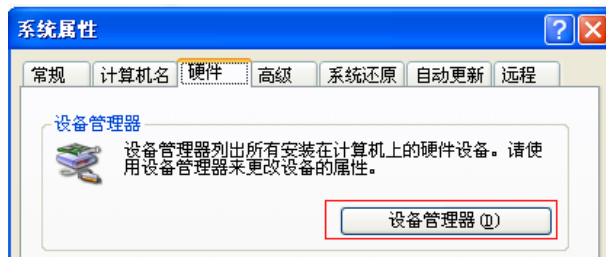 系统属性
常规 计算机名 硬件 高级 系统还原 自动更新 远程
设备管理器
设备管理器列出所有安装在计算机上的硬件设备。请使
用设备管理器来更改设备的属性。
设备管理器(D)